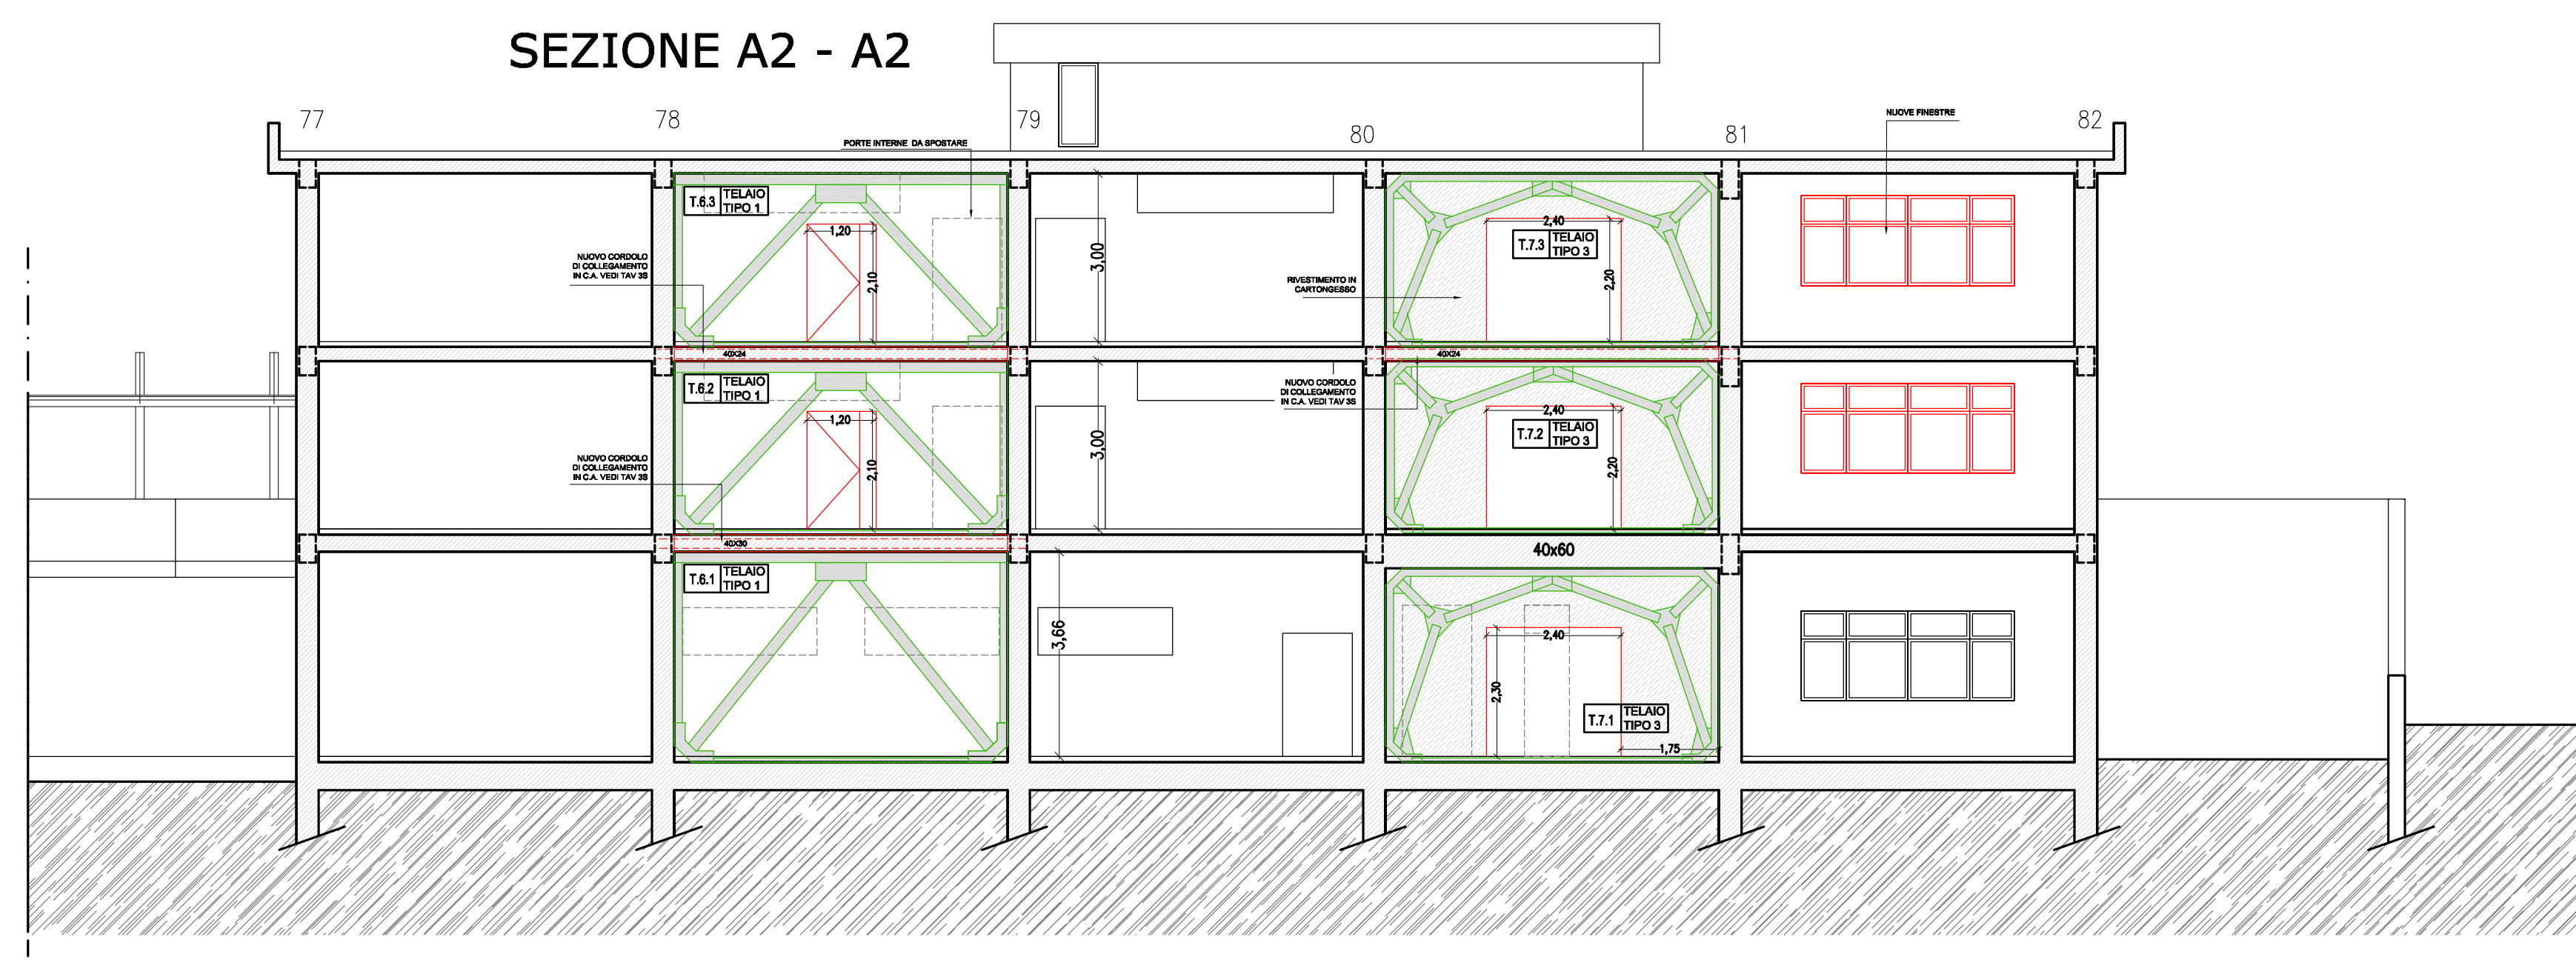 SEZIONE A2 - A2
77
78
79
80
81
82
NUOVE FINESTRE
PORTE INTERNE DA SPOSTARE
T.6.3
TELAIO
TIPO 1
1,20
2,10
3,00
NUOVO CORDOLO
DI COLLEGAMENTO
IN C.A. VEDI TAV 3S
RIVESTIMENTO IN
CARTONGESSO
2,40
T.7.3
TELAIO
TIPO 3
2,20
40X24
40X24
T.6.2
TELAIO
TIPO 1
1,20
2,10
3,00
NUOVO CORDOLO
DI COLLEGAMENTO
IN C.A. VEDI TAV 3S
2,40
T.7.2
TELAIO
TIPO 3
2,20
NUOVO CORDOLO
DI COLLEGAMENTO
IN C.A. VEDI TAV 3S
40X30
40x60
T.6.1
TELAIO
TIPO 1
3,66
2,40
2,30
T.7.1
TELAIO
TIPO 3
1,75